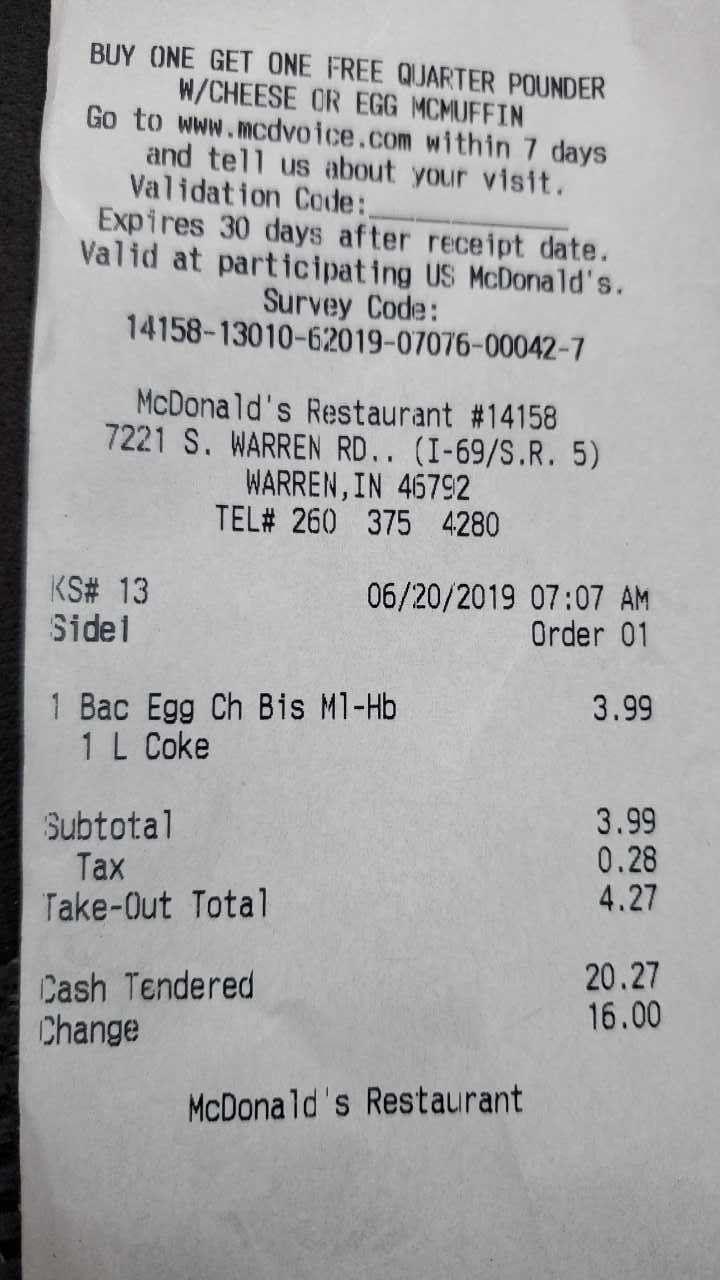 BUY ONE GET ONE FREE QUARTER POUNDER
W/CHEESE OR EGG MCMUFFIN
Go to www.mcdvoice.com within 7 days
and tell us about your visit.
Validation Code:_______________
Expires 30 days after receipt date.
Valid at participating US McDonald's.
Survey Code:
14158-13010-62019-07076-00042-7
McDonald's Restaurant #14158
7221 S. WARREN RD.. (I-69/S.R. 5)
WARREN,IN 46792
TEL# 260 375 4280
KS# 13 06/20/2019 07:07 AM
Side1 Order 01
1 Bac Egg Ch Bis Ml-Hb 3.99
1 L Coke
Subtotal 3.99
Tax 0.28
Take-Out Total 4.27
Cash Tendered 20.27
Change 16.00
McDonald's Restaurant